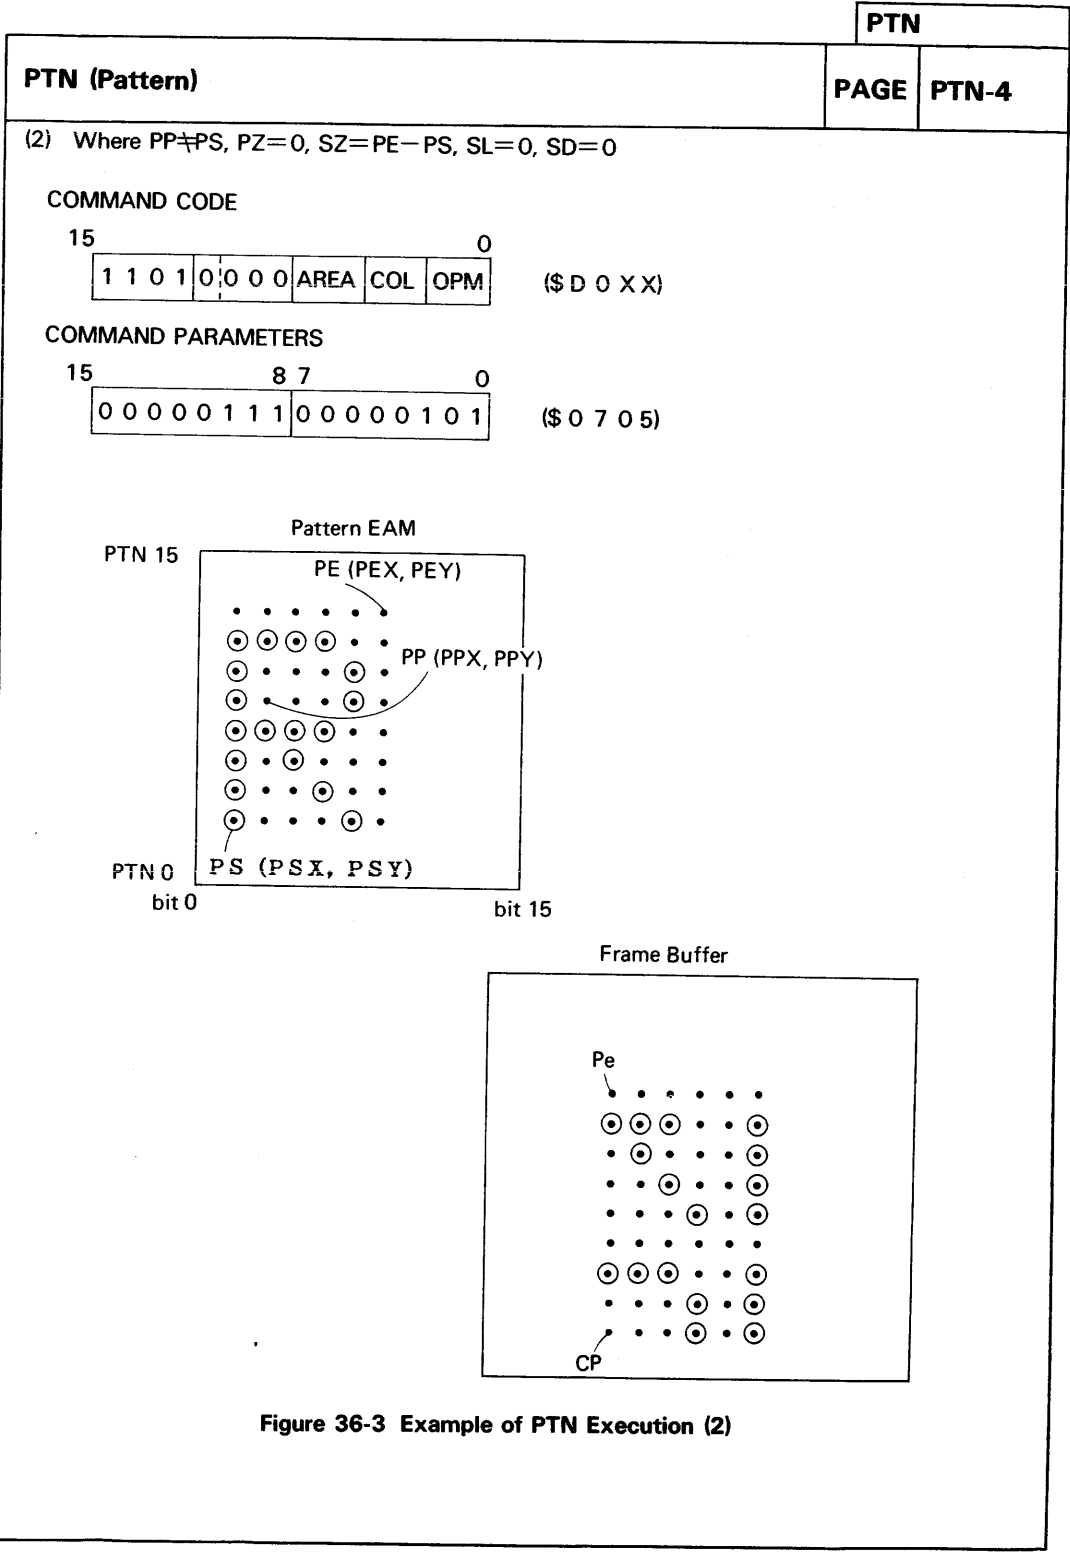 PTN
PTN (Pattern)
PAGE
PTN-4
(2) Where PP≠PS, PZ=0, SZ=PE−PS, SL=0, SD=0
COMMAND CODE
15 0
1 1 0 1 0 0 0 0 AREA COL OPM ($ D 0 X X)
COMMAND PARAMETERS
15 8 7 0
0 0 0 0 0 1 1 1 0 0 0 0 0 1 0 1 ($ 0 7 0 5)
Pattern EAM
PTN 15
PE (PEX, PEY)
PP (PPX, PPY)
PTN 0
PS (PSX, PSY)
bit 0
bit 15
Frame Buffer
Pe
CP
Figure 36-3 Example of PTN Execution (2)